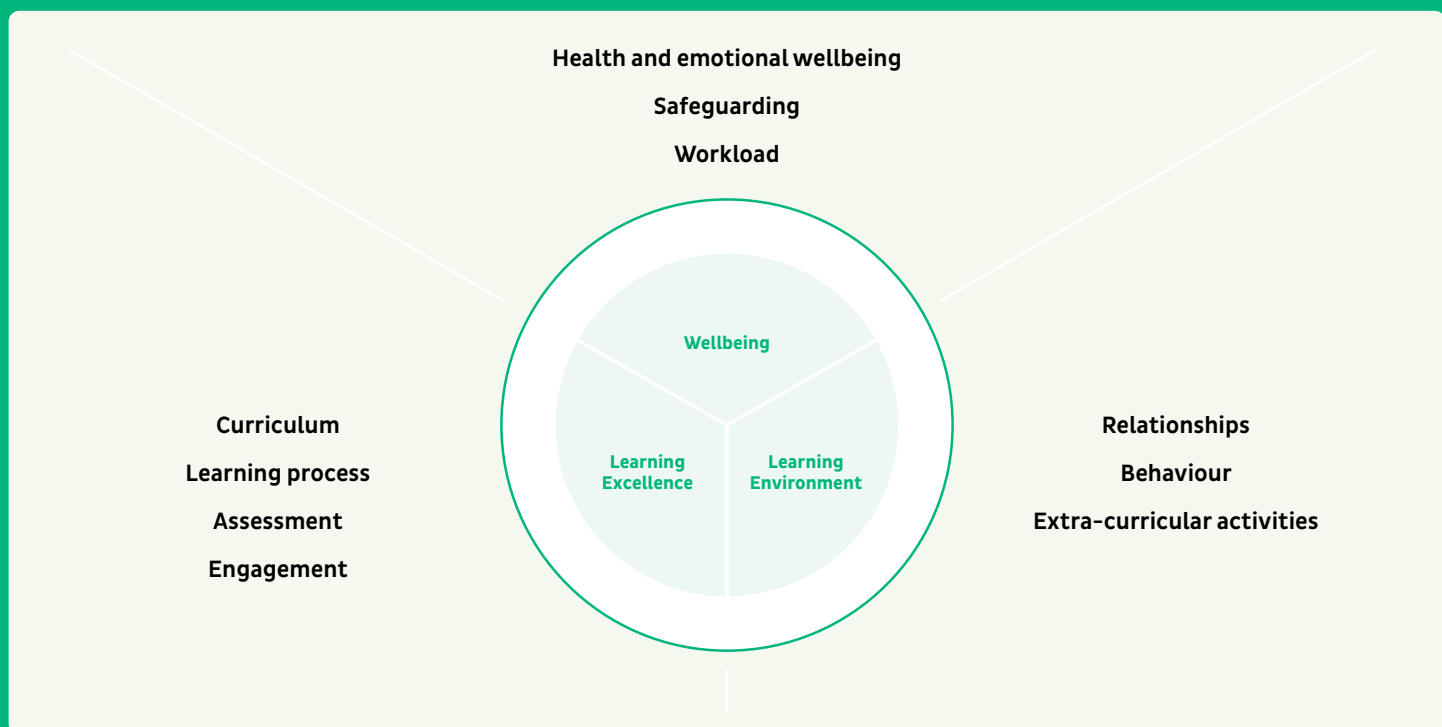 Health and emotional wellbeing
Safeguarding
Workload
Wellbeing
Learning
Excellence
Learning
Environment
Curriculum
Learning process
Assessment
Engagement
Relationships
Behaviour
Extra-curricular activities